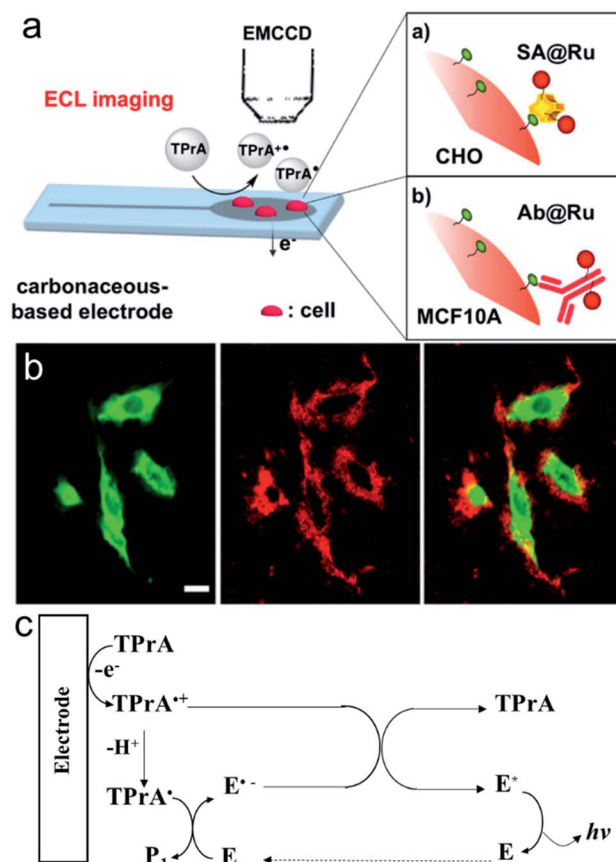 a
EMCCD
ECL imaging
TPrA
TPrA+•
TPrA•
e-
carbonaceous-
based electrode
: cell
a)
SA@Ru
CHO
b)
Ab@Ru
MCF10A
b
c
Electrode
TPrA
-e-
TPrA•+
-H+
TPrA•
P1
E•-
E
TPrA
E*
E
hν